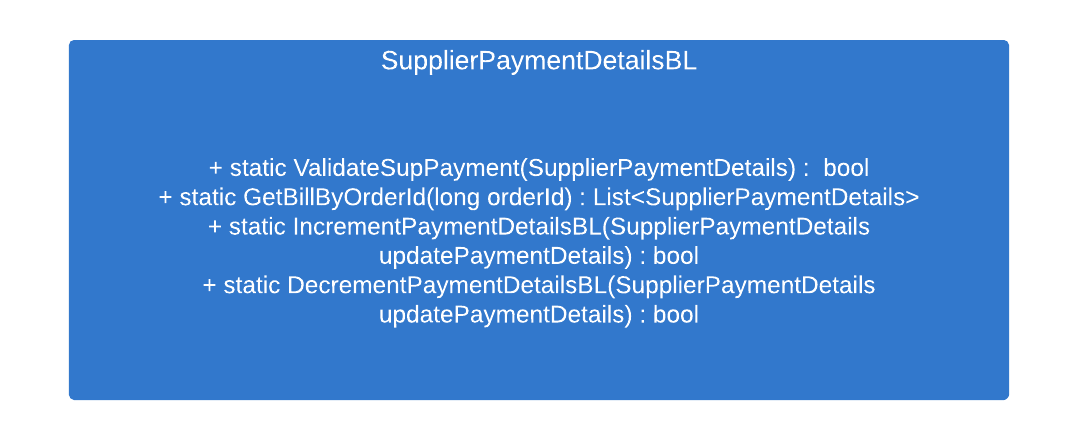 SupplierPaymentDetailsBL
+ static ValidateSupPayment(SupplierPaymentDetails) :  bool
+ static GetBillByOrderId(long orderId) : List<SupplierPaymentDetails>
+ static IncrementPaymentDetailsBL(SupplierPaymentDetails
updatePaymentDetails) : bool
+ static DecrementPaymentDetailsBL(SupplierPaymentDetails
updatePaymentDetails) : bool